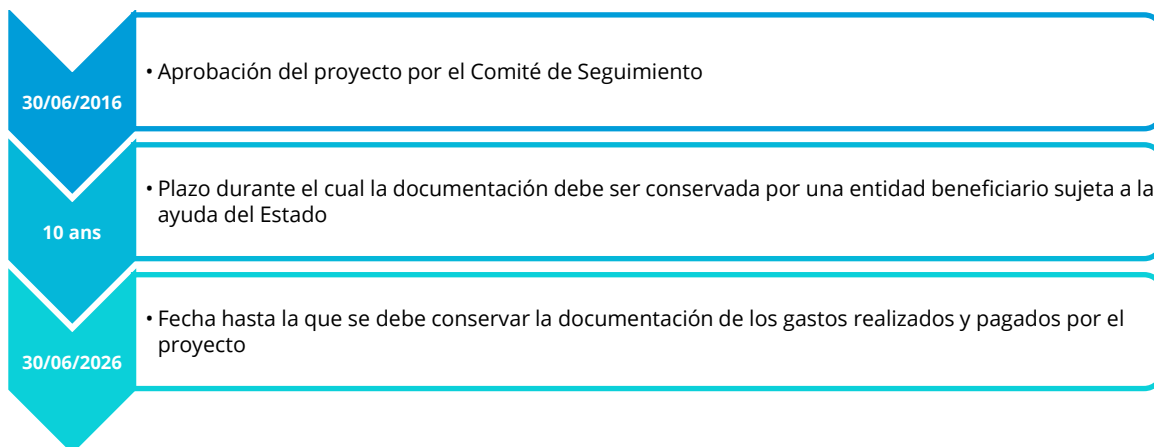 30/06/2016
• Aprobación del proyecto por el Comité de Seguimiento
10 ans
• Plazo durante el cual la documentación debe ser conservada por una entidad beneficiario sujeta a la
ayuda del Estado
30/06/2026
• Fecha hasta la que se debe conservar la documentación de los gastos realizados y pagados por el
proyecto